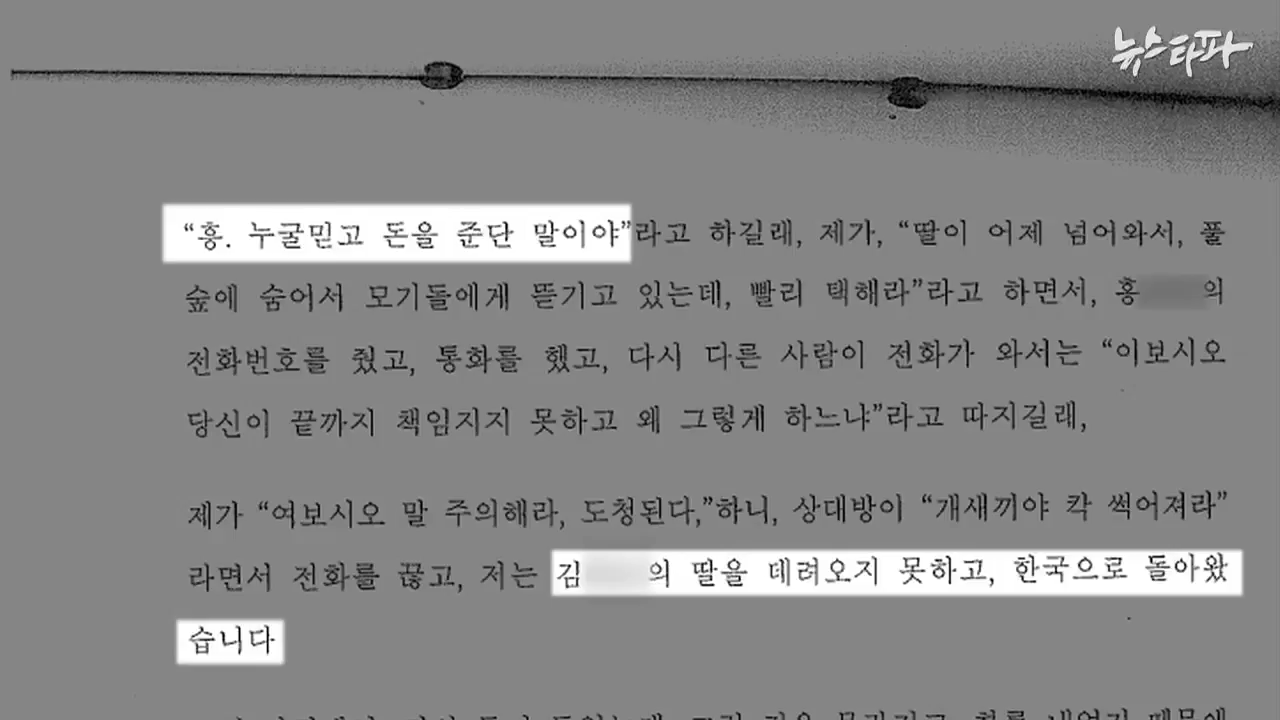 뉴스타파
“흥. 누굴믿고 돈을 준단 말이야”라고 하길래, 제가, “딸이 어제 넘어와서, 풀
숲에 숨어서 모기들에게 뜯기고 있는데, 빨리 택해라”라고 하면서, 홍 의
전화번호를 줬고, 통화를 했고, 다시 다른 사람이 전화가 와서는 “이보시오
당신이 끝까지 책임지지 못하고 왜 그렇게 하느냐”라고 따지길래,
제가 “여보시오 말 주의해라, 도청된다,”하니, 상대방이 “개새끼야 칵 썩어져라”
라면서 전화를 끊고, 저는 김 의 딸을 데려오지 못하고, 한국으로 돌아왔
습니다